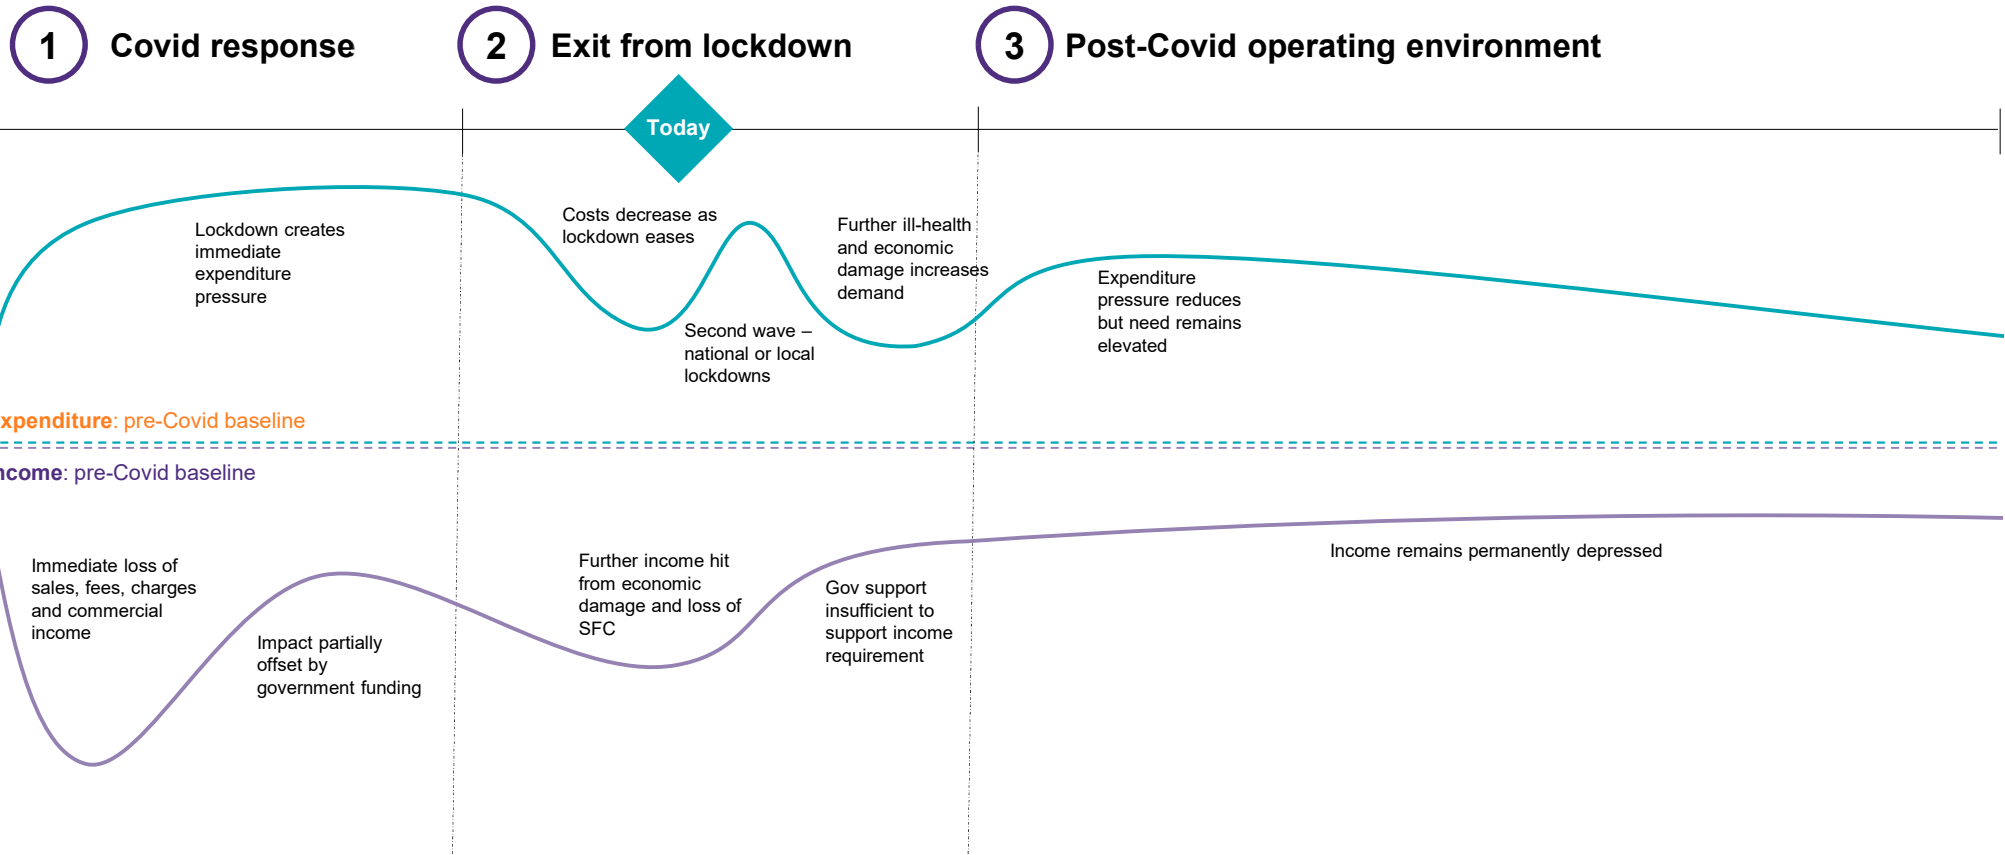 1 Covid response
2 Exit from lockdown
3 Post-Covid operating environment
Today
Lockdown creates
immediate
expenditure
pressure
Costs decrease as
lockdown eases
Second wave –
national or local
lockdowns
Further ill-health
and economic
damage increases
demand
Expenditure
pressure reduces
but need remains
elevated
xpenditure: pre-Covid baseline
ncome: pre-Covid baseline
Immediate loss of
sales, fees, charges
and commercial
income
Impact partially
offset by
government funding
Further income hit
from economic
damage and loss of
SFC
Gov support
insufficient to
support income
requirement
Income remains permanently depressed